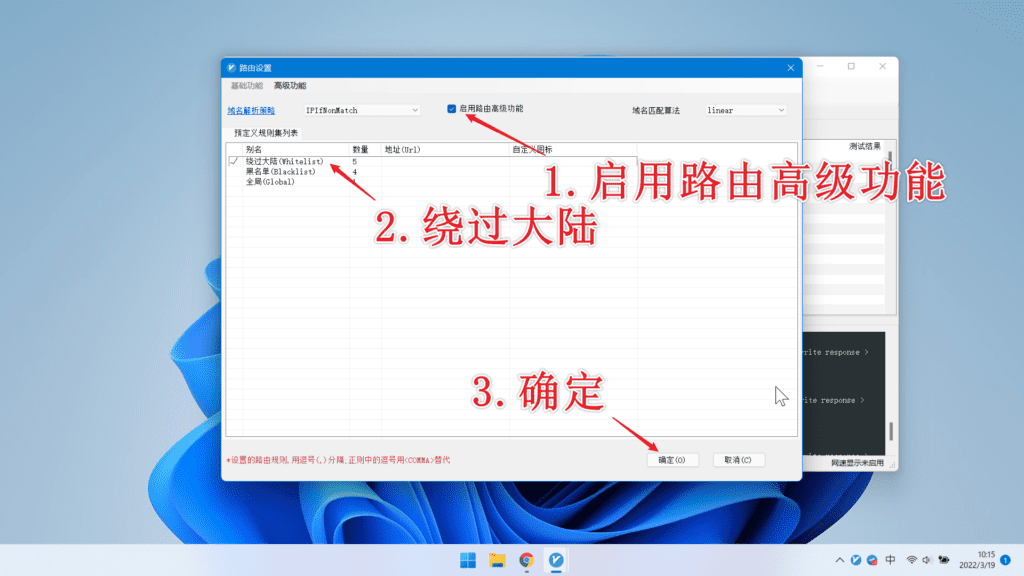 路由设置
基础功能 高级功能
域名解析策略 IPIfNonMatch 启用路由高级功能 域名匹配算法 linear
预定义规则集列表
别名 数量 地址(Url) 自定义图标
绕过大陆(Whitelist) 5
黑名单(Blacklist) 4
全局(Global)
测试结果
1.启用路由高级功能
2.绕过大陆
rite response >
3.确定
ite response >
*设置的路由规则,用逗号(,)分隔;正则中的逗号用<COMMA>替代
确定(O) 取消(C)
网速显示未启用
中
10:15
2022/3/19
1